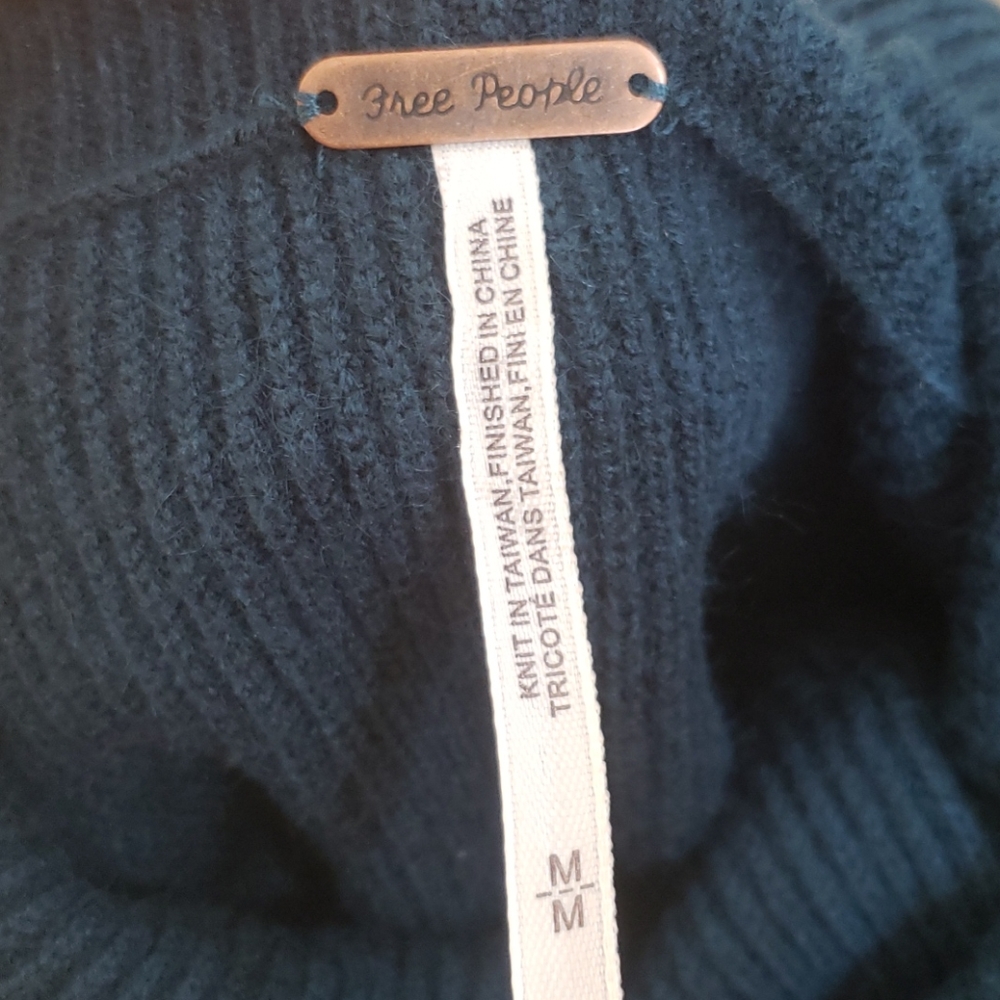 Free People
KNIT IN TAIWAN,FINISHED IN CHINA
TRICOTÉ DANS TAIWAN,FINI EN CHINE
M
M